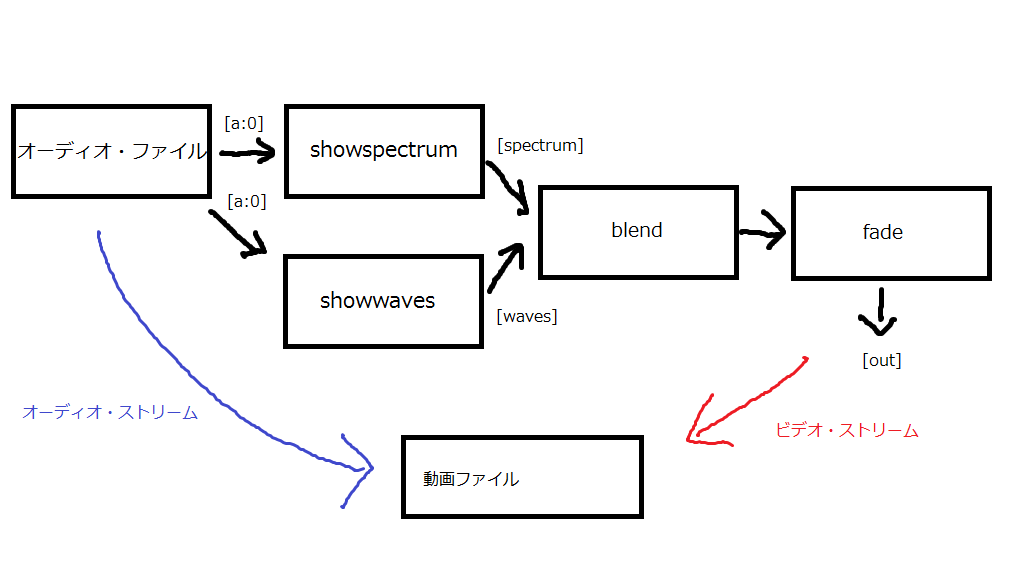 [a:0]
オーディオ・ファイル
showspectrum
[spectrum]
[a:0]
blend
fade
showwaves
[waves]
[out]
オーディオ・ストリーム
ビデオ・ストリーム
動画ファイル